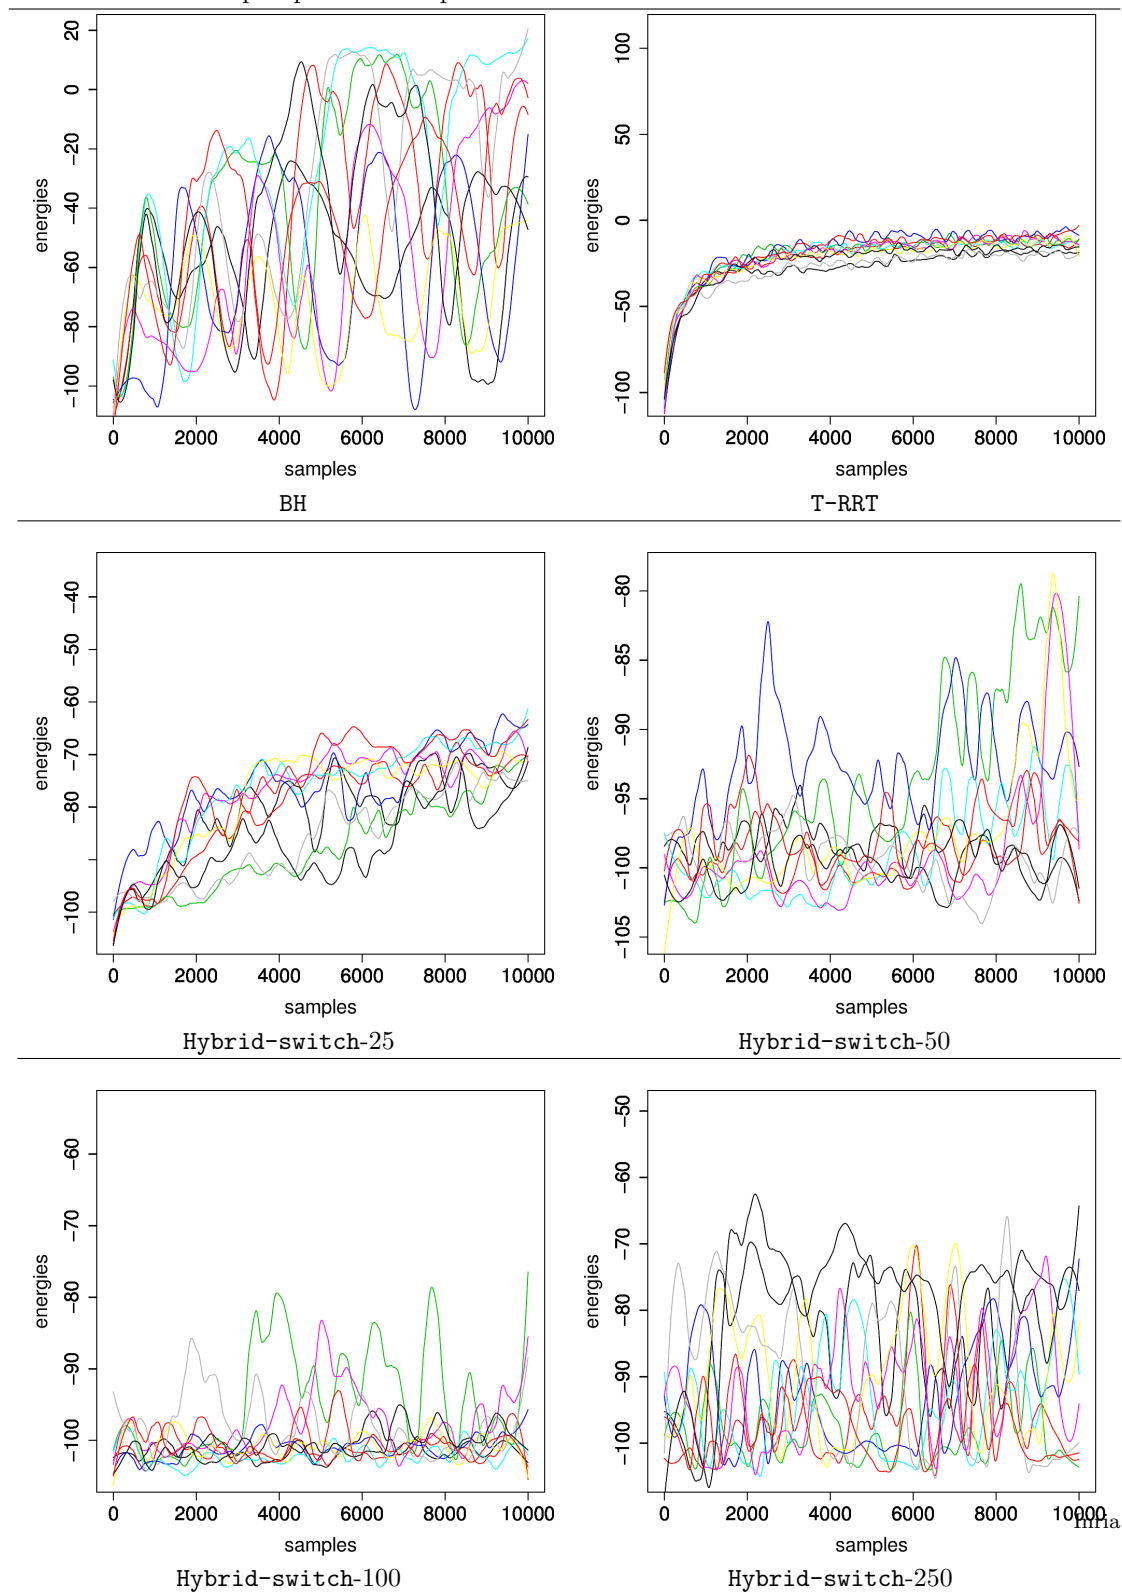 20
0
−20
−40
−60
−80
−100
energies
0 2000 4000 6000 8000 10000
samples
BH
100
50
0
−50
−100
energies
0 2000 4000 6000 8000 10000
samples
T-RRT
−40
−50
−60
−70
−80
−100
energies
0 2000 4000 6000 8000 10000
samples
Hybrid-switch-25
−80
−85
−90
−95
−100
−105
energies
0 2000 4000 6000 8000 10000
samples
Hybrid-switch-50
−60
−70
−80
−90
−100
energies
0 2000 4000 6000 8000 10000
samples
Hybrid-switch-100
−50
−60
−70
−80
−90
−100
energies
0 2000 4000 6000 8000 10000
samples
Hybrid-switch-250
Inria